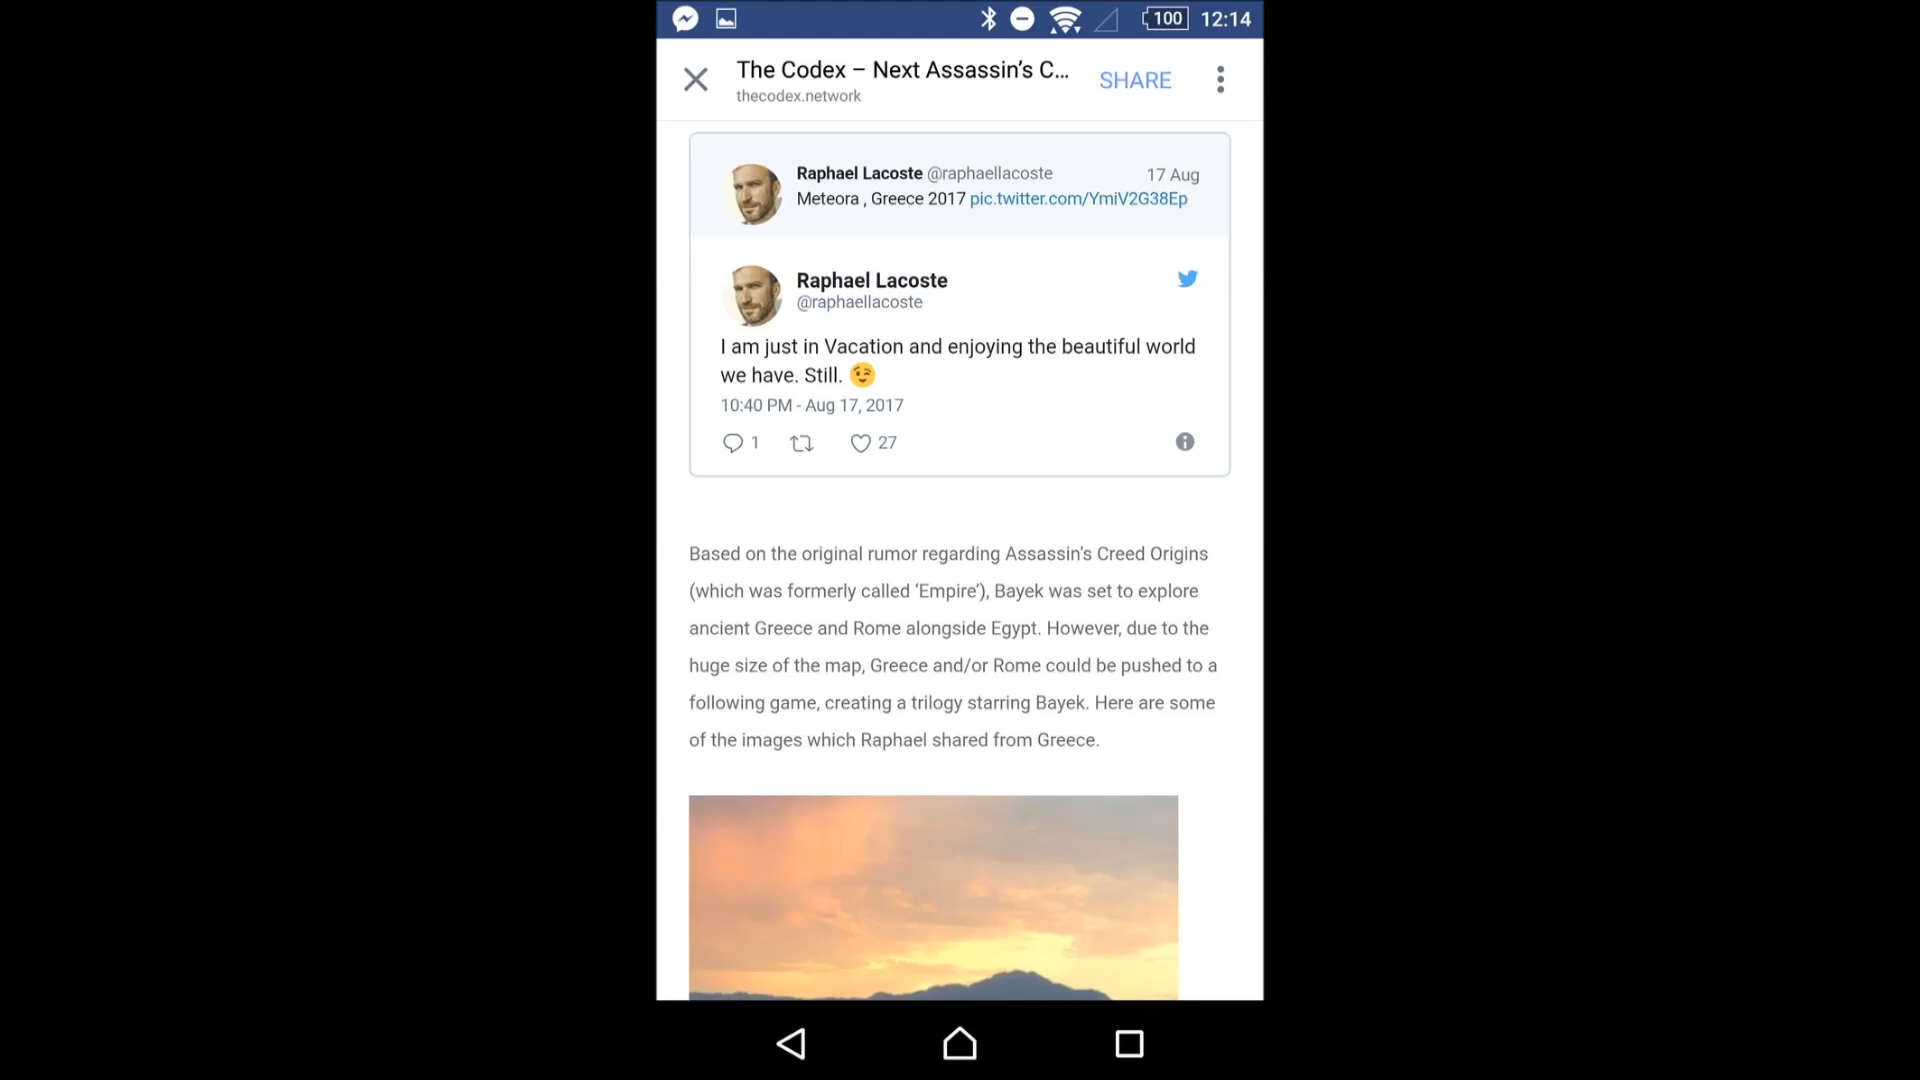 100 12:14
The Codex – Next Assassin's C...
thecodex.network
SHARE
Raphael Lacoste @raphaellacoste 17 Aug
Meteora , Greece 2017 pic.twitter.com/YmiV2G38Ep
Raphael Lacoste
@raphaellacoste
I am just in Vacation and enjoying the beautiful world
we have. Still. 😉
10:40 PM - Aug 17, 2017
1 27
Based on the original rumor regarding Assassin's Creed Origins
(which was formerly called ‘Empire’), Bayek was set to explore
ancient Greece and Rome alongside Egypt. However, due to the
huge size of the map, Greece and/or Rome could be pushed to a
following game, creating a trilogy starring Bayek. Here are some
of the images which Raphael shared from Greece.